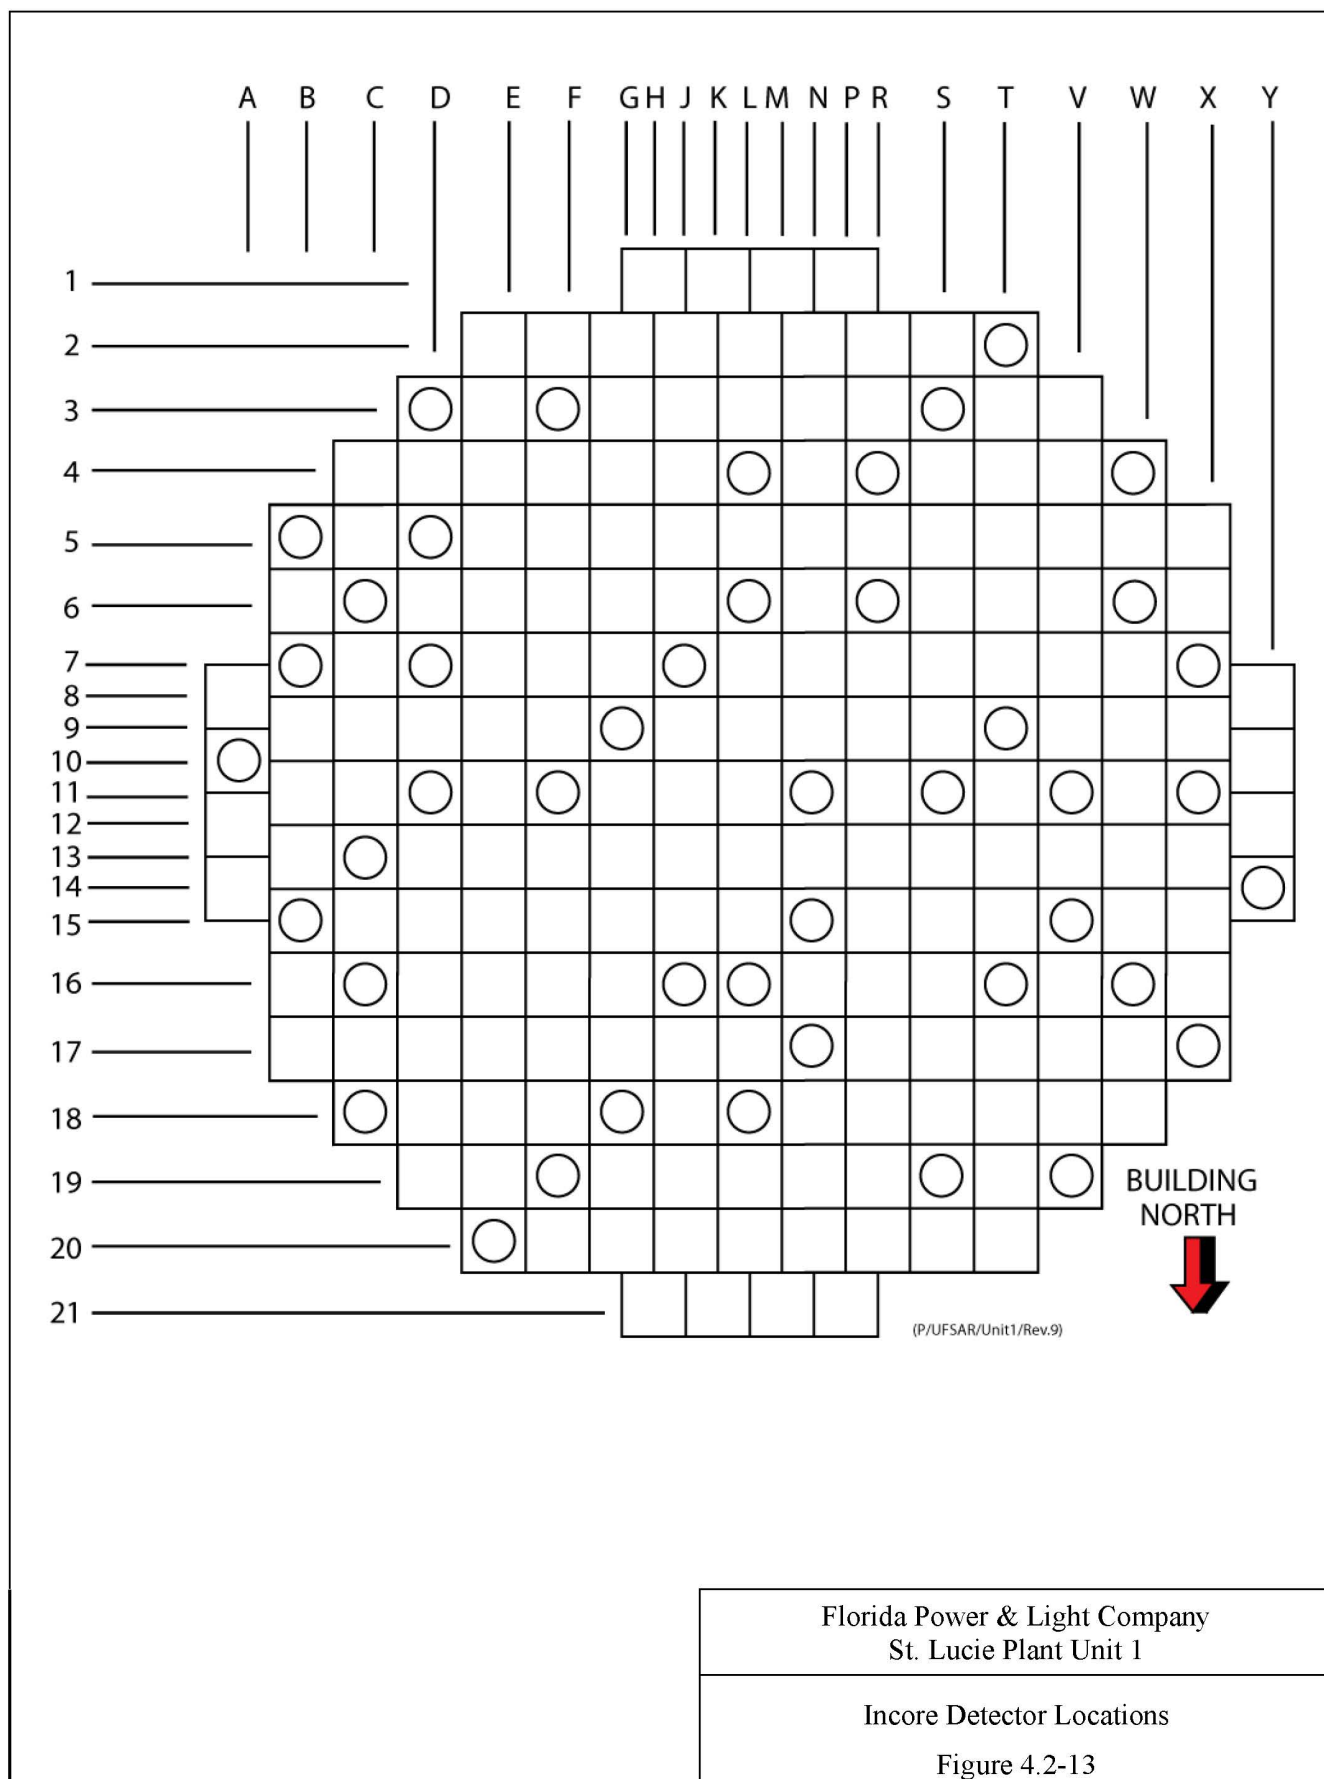 A B C D E F G H J K L M N P R S T V W X Y
1
2
3
4
5
6
7
8
9
10
11
12
13
14
15
16
17
18
19
20
21
BUILDING
NORTH
(P/UFSAR/Unit1/Rev.9)
Florida Power & Light Company
St. Lucie Plant Unit 1
Incore Detector Locations
Figure 4.2-13